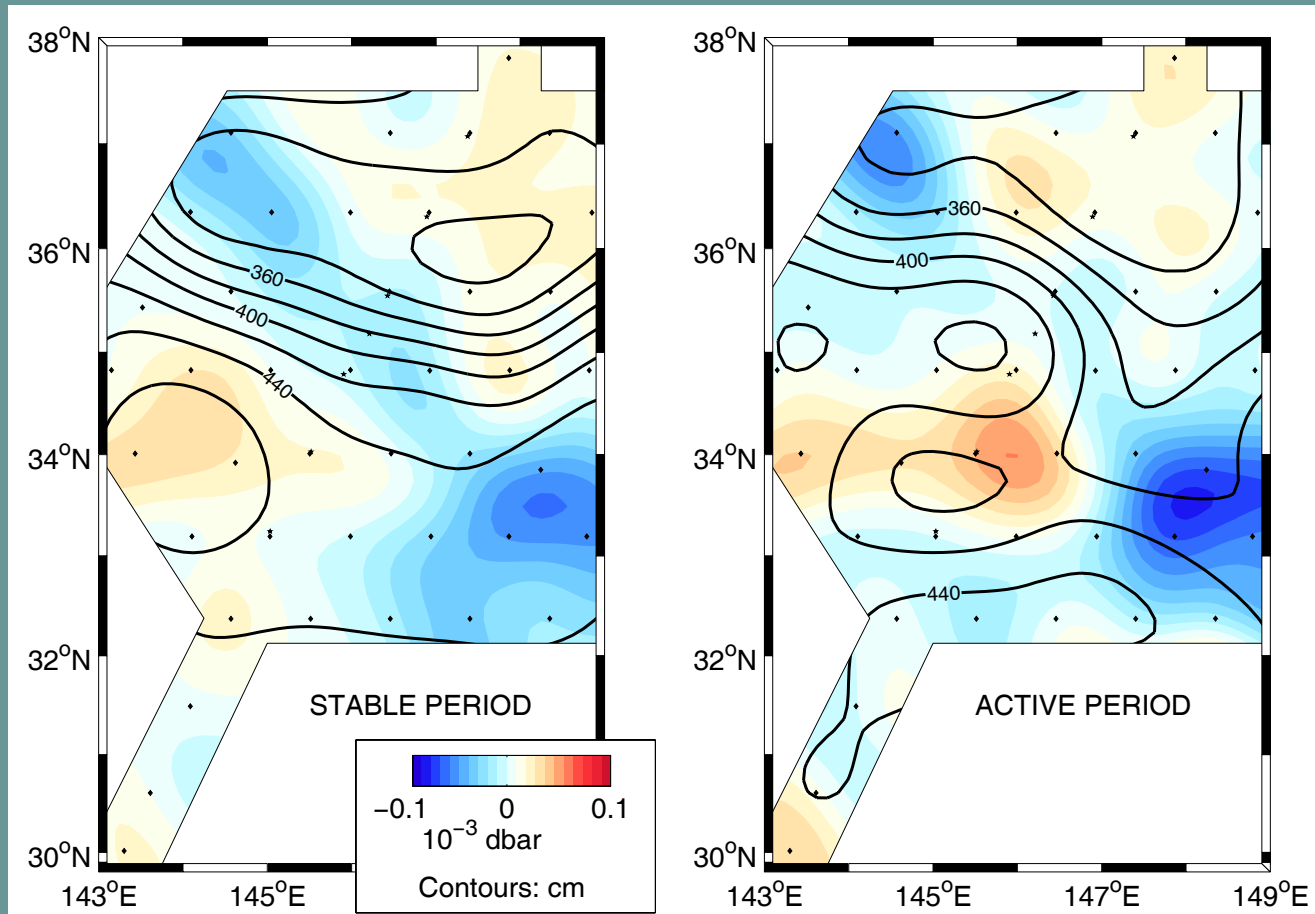 38°N
36°N
34°N
32°N
30°N
143°E
145°E
360
400
440
STABLE PERIOD
−0.1
0
0.1
10⁻³ dbar
Contours: cm
38°N
36°N
34°N
32°N
30°N
143°E
145°E
147°E
149°E
360
400
440
ACTIVE PERIOD